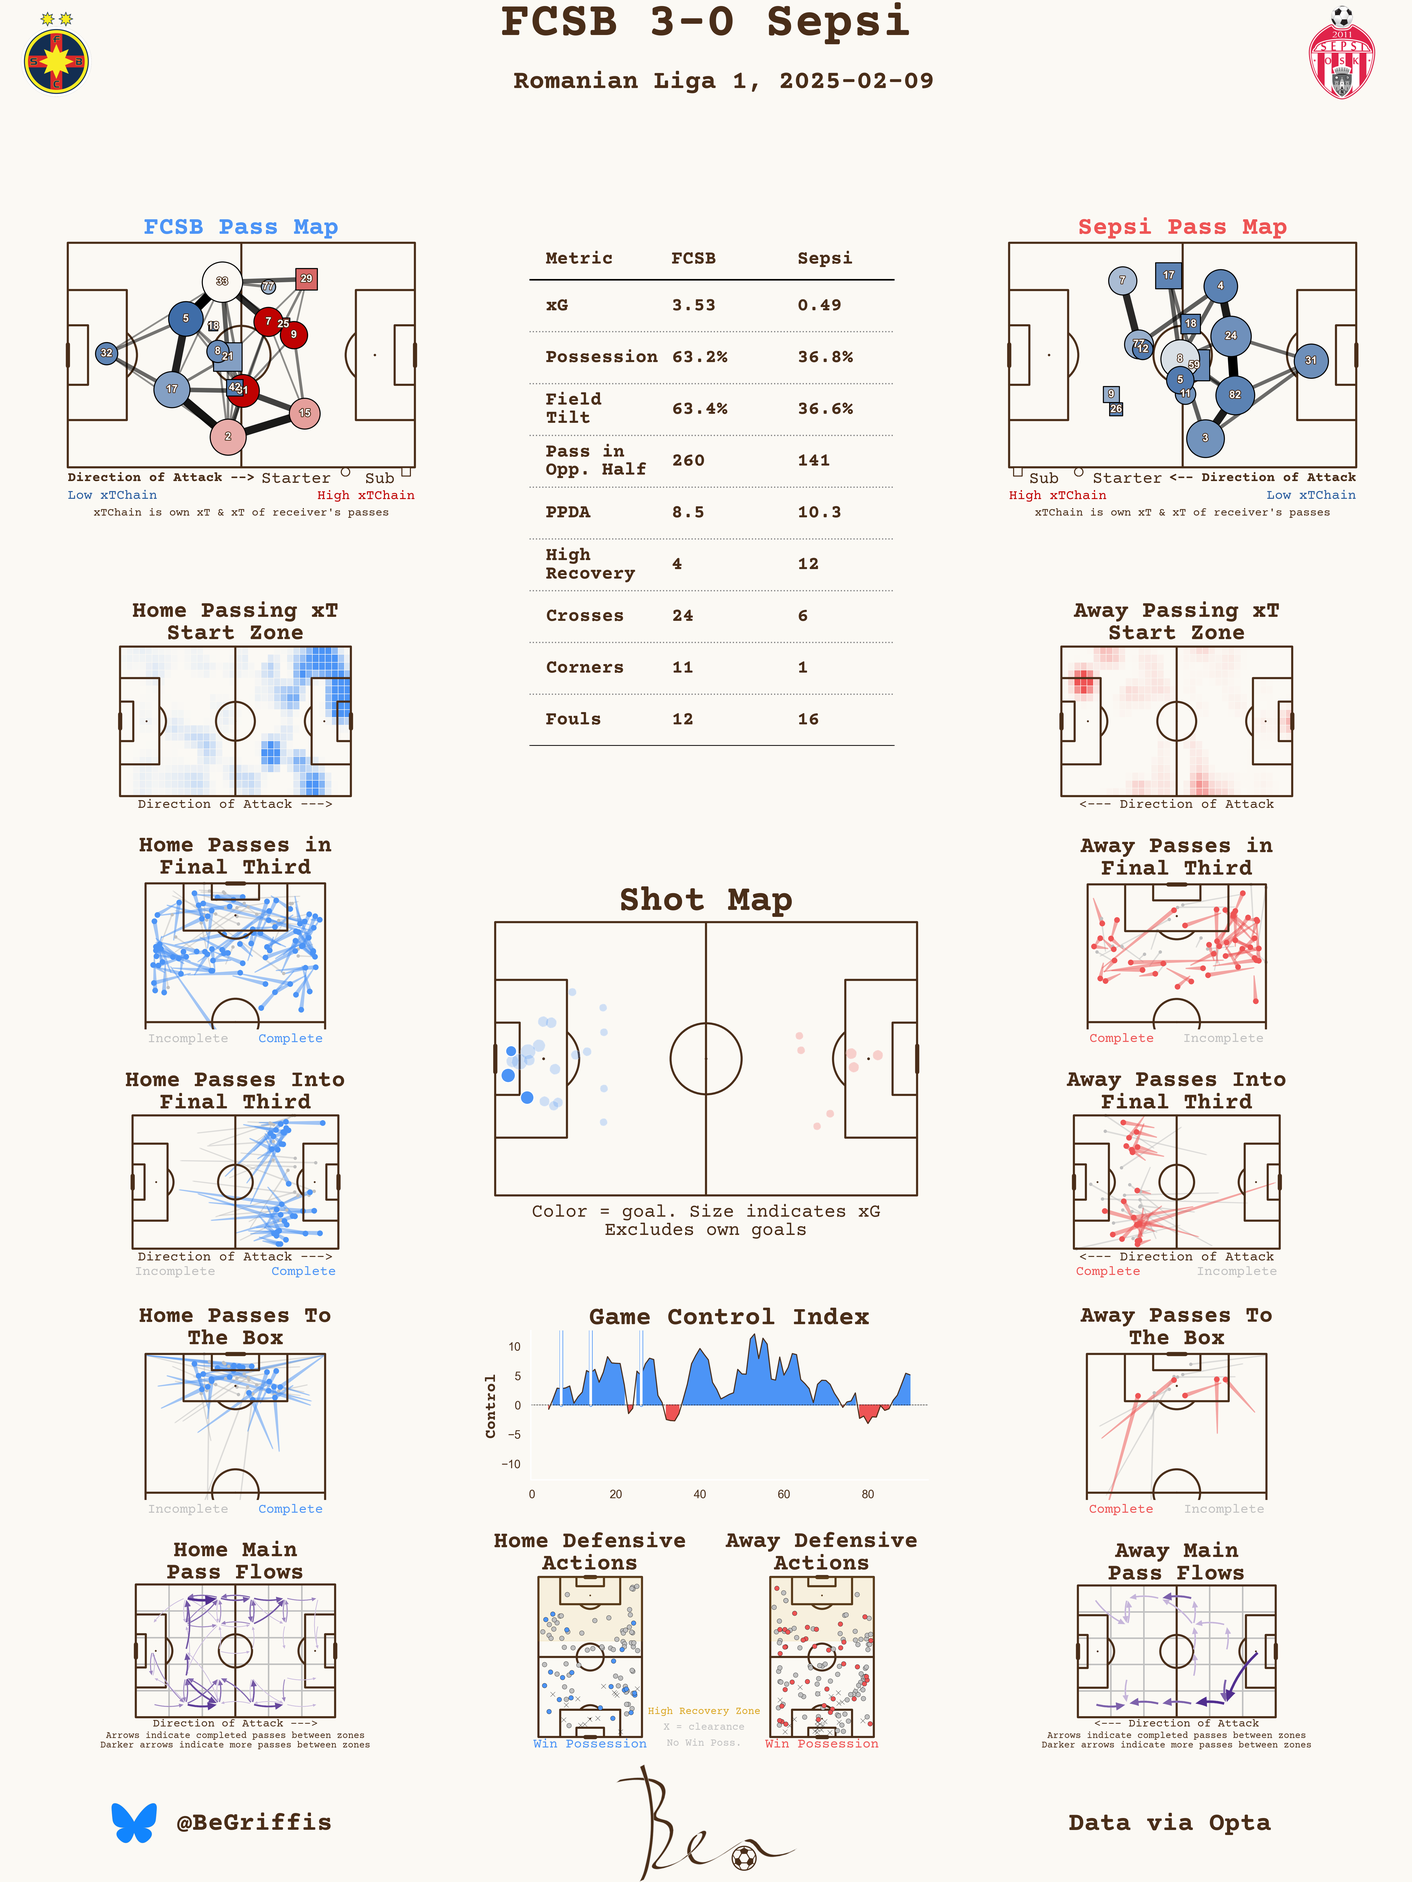 FCSB 3-0 Sepsi
Romanian Liga 1, 2025-02-09
F
S B
C
2011
SEPSI
OSK
FCSB Pass Map
33
77
29
5
18
7
25
9
32
8
21
17
42
31
15
2
Direction of Attack --> Starter Sub
Low xTChain High xTChain
xTChain is own xT & xT of receiver's passes
Metric FCSB Sepsi
xG 3.53 0.49
Possession 63.2% 36.8%
Field
Tilt 63.4% 36.6%
Pass in
Opp. Half 260 141
PPDA 8.5 10.3
High
Recovery 4 12
Crosses 24 6
Corners 11 1
Fouls 12 16
Sepsi Pass Map
7
17
4
18
24
77
12
8
59
31
5
11
9
82
26
3
Sub Starter <-- Direction of Attack
High xTChain Low xTChain
xTChain is own xT & xT of receiver's passes
Home Passing xT
Start Zone
Direction of Attack --->
Away Passing xT
Start Zone
<--- Direction of Attack
Home Passes in
Final Third
Incomplete Complete
Away Passes in
Final Third
Complete Incomplete
Shot Map
Color = goal. Size indicates xG
Excludes own goals
Home Passes Into
Final Third
Direction of Attack --->
Incomplete Complete
Away Passes Into
Final Third
<--- Direction of Attack
Complete Incomplete
Home Passes To
The Box
Incomplete Complete
Game Control Index
Control
10
5
0
−5
−10
0 20 40 60 80
Away Passes To
The Box
Complete Incomplete
Home Main
Pass Flows
Direction of Attack --->
Arrows indicate completed passes between zones
Darker arrows indicate more passes between zones
Home Defensive
Actions
Win Possession
High Recovery Zone
X = clearance
No Win Poss.
Away Defensive
Actions
Win Possession
Away Main
Pass Flows
<--- Direction of Attack
Arrows indicate completed passes between zones
Darker arrows indicate more passes between zones
@BeGriffis
Ben
Data via Opta